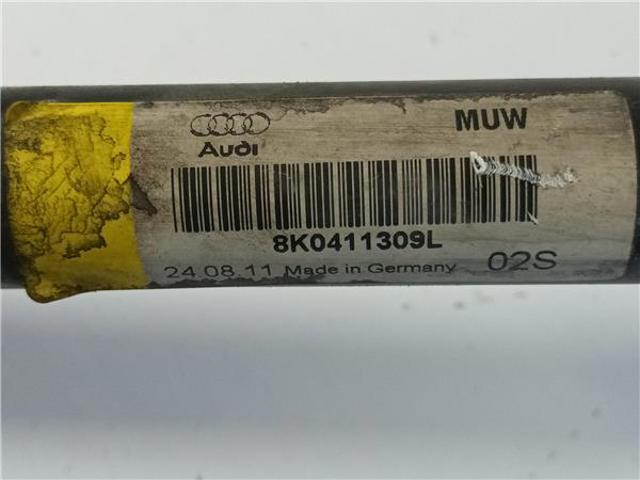 MUW
Audi
8K0411309L
24.08.11 Made in Germany 02S